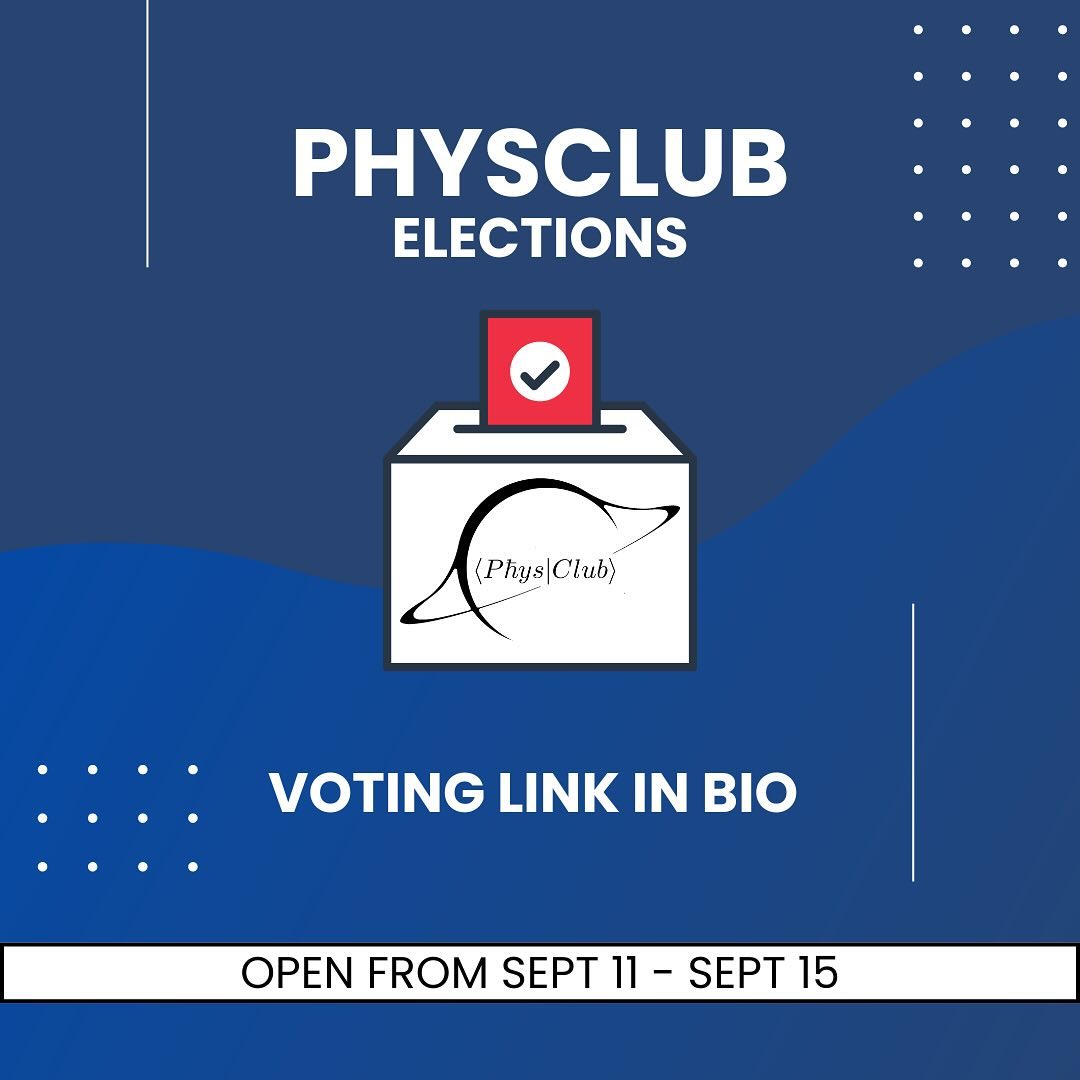 PHYSCLUB
ELECTIONS
⟨Pħys|Club⟩
VOTING LINK IN BIO
OPEN FROM SEPT 11 - SEPT 15